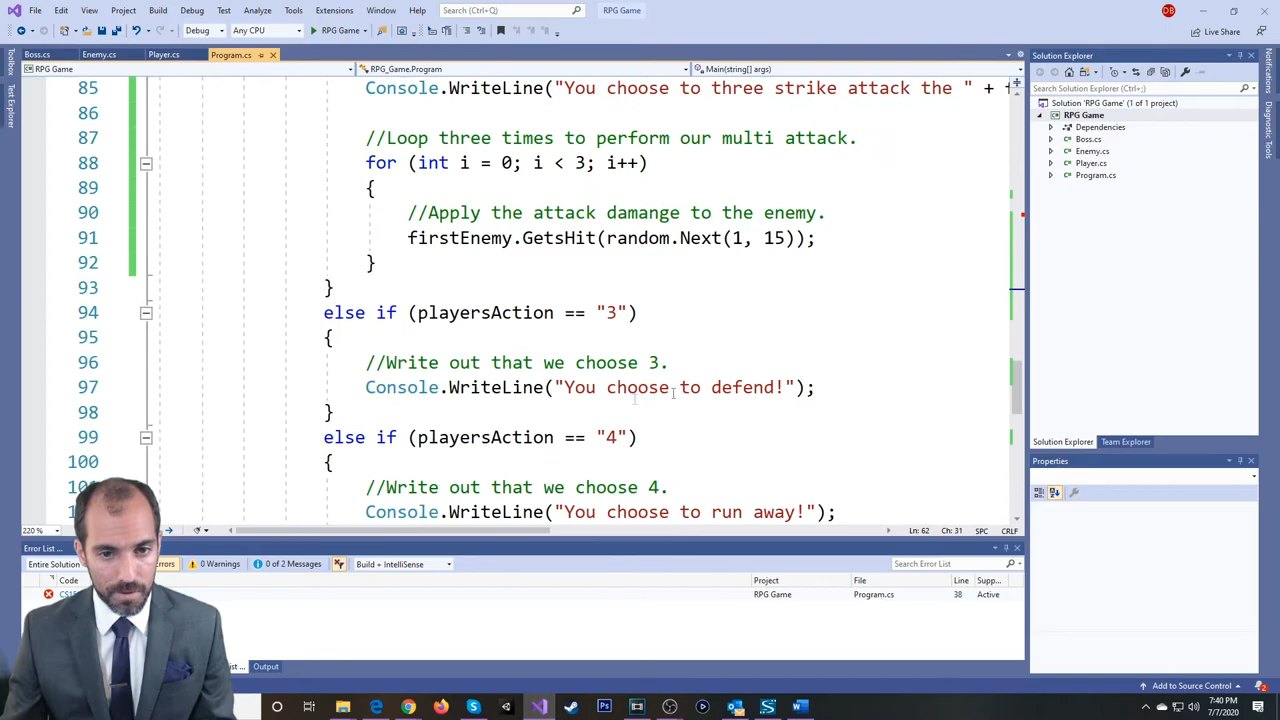 File Edit View Project Build Debug Program Analyze Tools Extensions Window Help Search (Ctrl+Q) RPG Game DB
Debug Any CPU RPG Game Live Share
Boss.cs Enemy.cs Player.cs Program.cs
RPG Game RPG_Game.Program Main(string[] args)
Toolbox
Test Explorer
85 Console.WriteLine("You choose to three strike attack the " +
86
87 //Loop three times to perform our multi attack.
88 for (int i = 0; i < 3; i++)
89 {
90 //Apply the attack damange to the enemy.
91 firstEnemy.GetsHit(random.Next(1, 15));
92 }
93 }
94 else if (playersAction == "3")
95 {
96 //Write out that we choose 3.
97 Console.WriteLine("You choose to defend!");
98 }
99 else if (playersAction == "4")
100 {
//Write out that we choose 4.
Console.WriteLine("You choose to run away!");
220 % Ln: 62 Ch: 31 SPC CRLF
Solution Explorer
Search Solution Explorer (Ctrl+;)
Solution 'RPG Game' (1 of 1 project)
RPG Game
Dependencies
Boss.cs
Enemy.cs
Player.cs
Program.cs
Solution Explorer Team Explorer
Properties
Notifications
Diagnostic Tools
Error List ...
Entire Solution 0 Warnings 0 of 2 Messages Build + IntelliSense Search Error List
Code Project File Line Supp...
RPG Game Program.cs 38 Active
Output
Add to Source Control 2
7:40 PM
7/7/2020